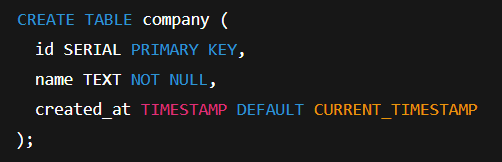 CREATE TABLE company (
  id SERIAL PRIMARY KEY,
  name TEXT NOT NULL,
  created_at TIMESTAMP DEFAULT CURRENT_TIMESTAMP
);